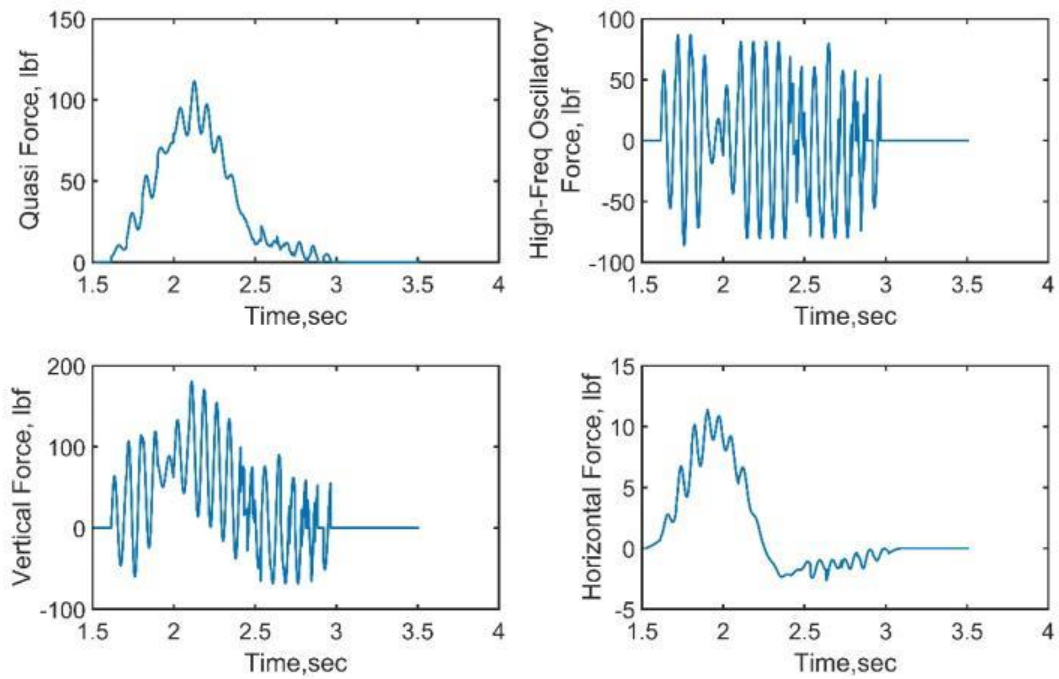 150
100
50
0
Quasi Force, lbf
1.5 2 2.5 3 3.5 4
Time,sec
100
50
0
-50
-100
High-Freq Oscillatory
Force, lbf
1.5 2 2.5 3 3.5 4
Time,sec
200
100
0
-100
Vertical Force, lbf
1.5 2 2.5 3 3.5 4
Time,sec
15
10
5
0
-5
Horizontal Force, lbf
1.5 2 2.5 3 3.5 4
Time,sec